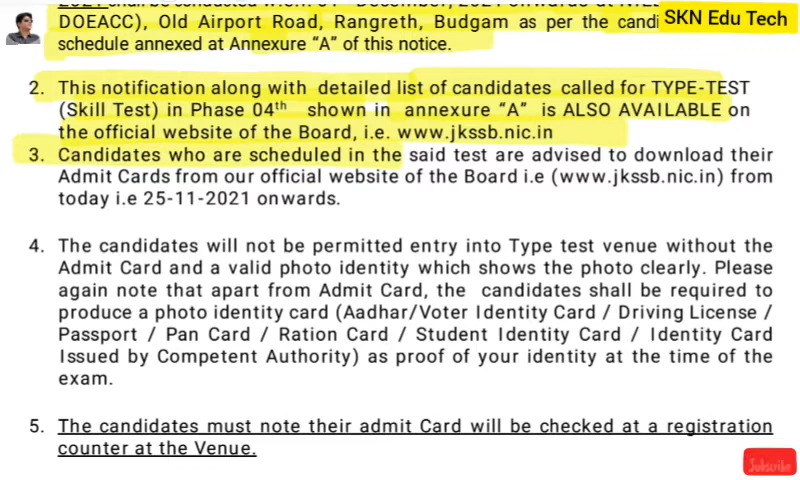 DOEACC), Old Airport Road, Rangreth, Budgam as per the candi
SKN Edu Tech
schedule annexed at Annexure “A” of this notice.
2. This notification along with detailed list of candidates called for TYPE-TEST
(Skill Test) in Phase 04th shown in annexure “A” is ALSO AVAILABLE on
the official website of the Board, i.e. www.jkssb.nic.in
3. Candidates who are scheduled in the said test are advised to download their
Admit Cards from our official website of the Board i.e (www.jkssb.nic.in) from
today i.e 25-11-2021 onwards.
4. The candidates will not be permitted entry into Type test venue without the
Admit Card and a valid photo identity which shows the photo clearly. Please
again note that apart from Admit Card, the candidates shall be required to
produce a photo identity card (Aadhar/Voter Identity Card / Driving License /
Passport / Pan Card / Ration Card / Student Identity Card / Identity Card
Issued by Competent Authority) as proof of your identity at the time of the
exam.
5. The candidates must note their admit Card will be checked at a registration
counter at the Venue.
Subscribe